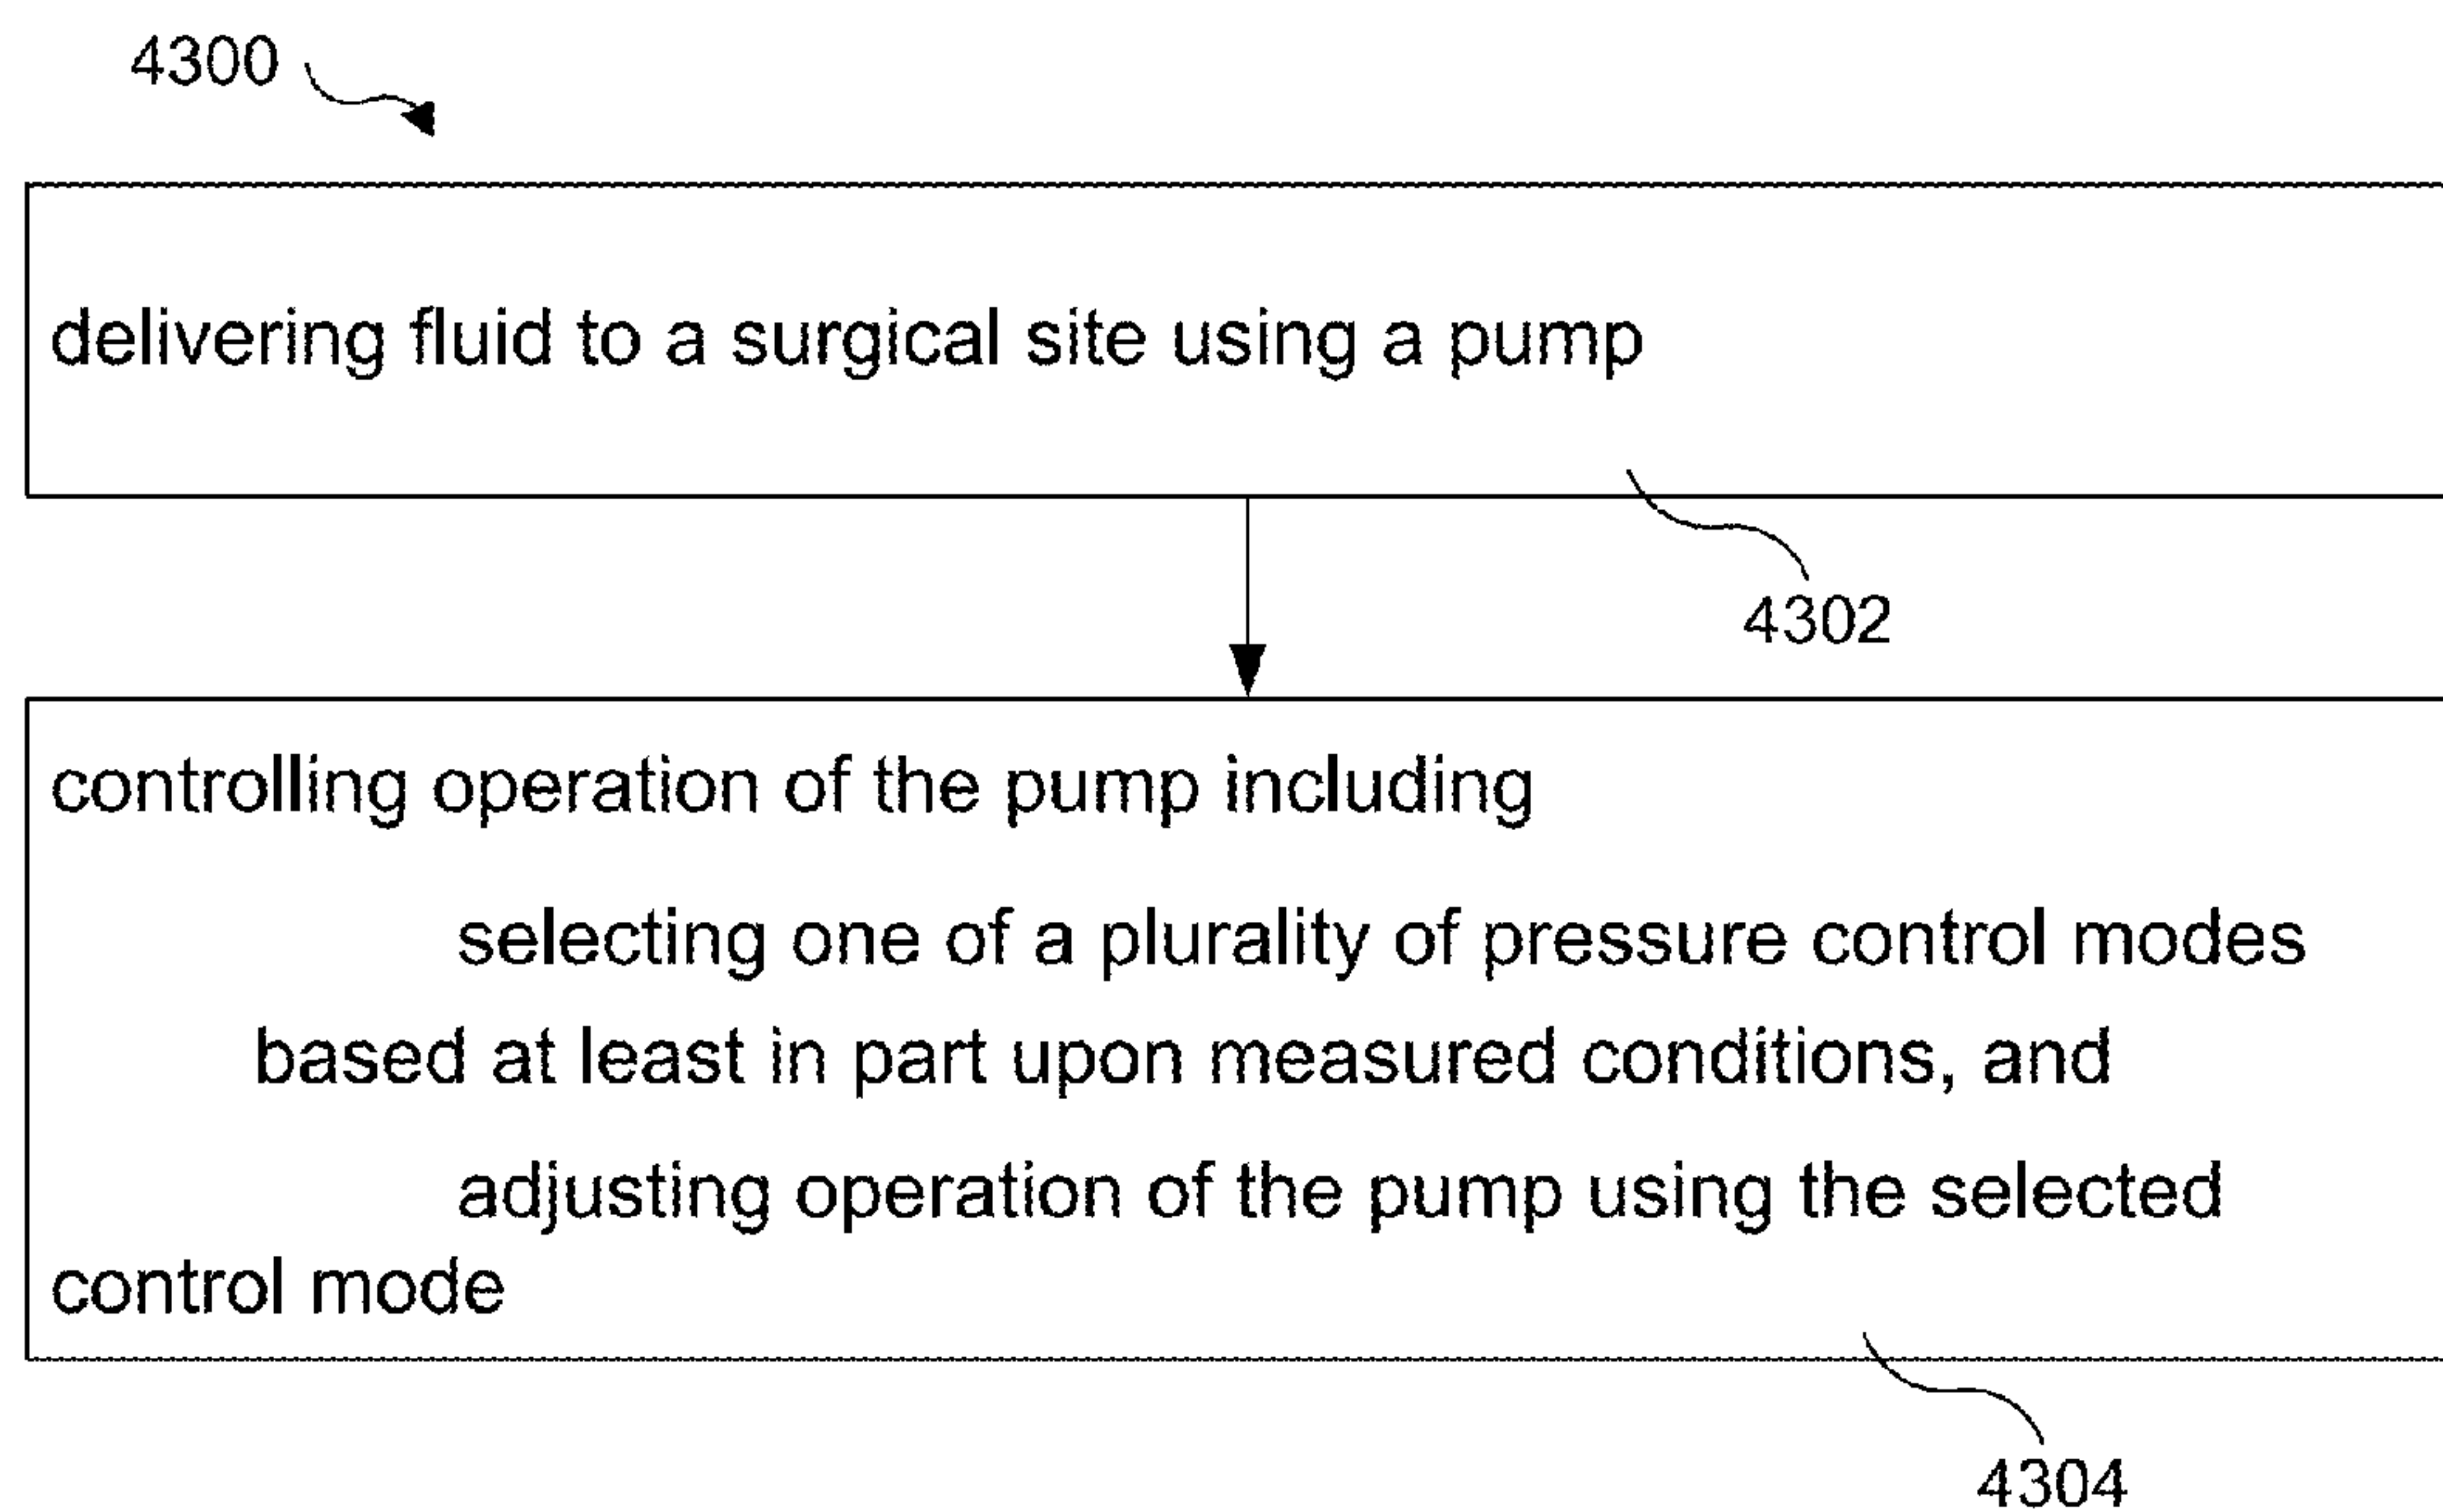 4300
delivering fluid to a surgical site using a pump
4302
controlling operation of the pump including
selecting one of a plurality of pressure control modes
based at least in part upon measured conditions, and
adjusting operation of the pump using the selected
control mode
4304